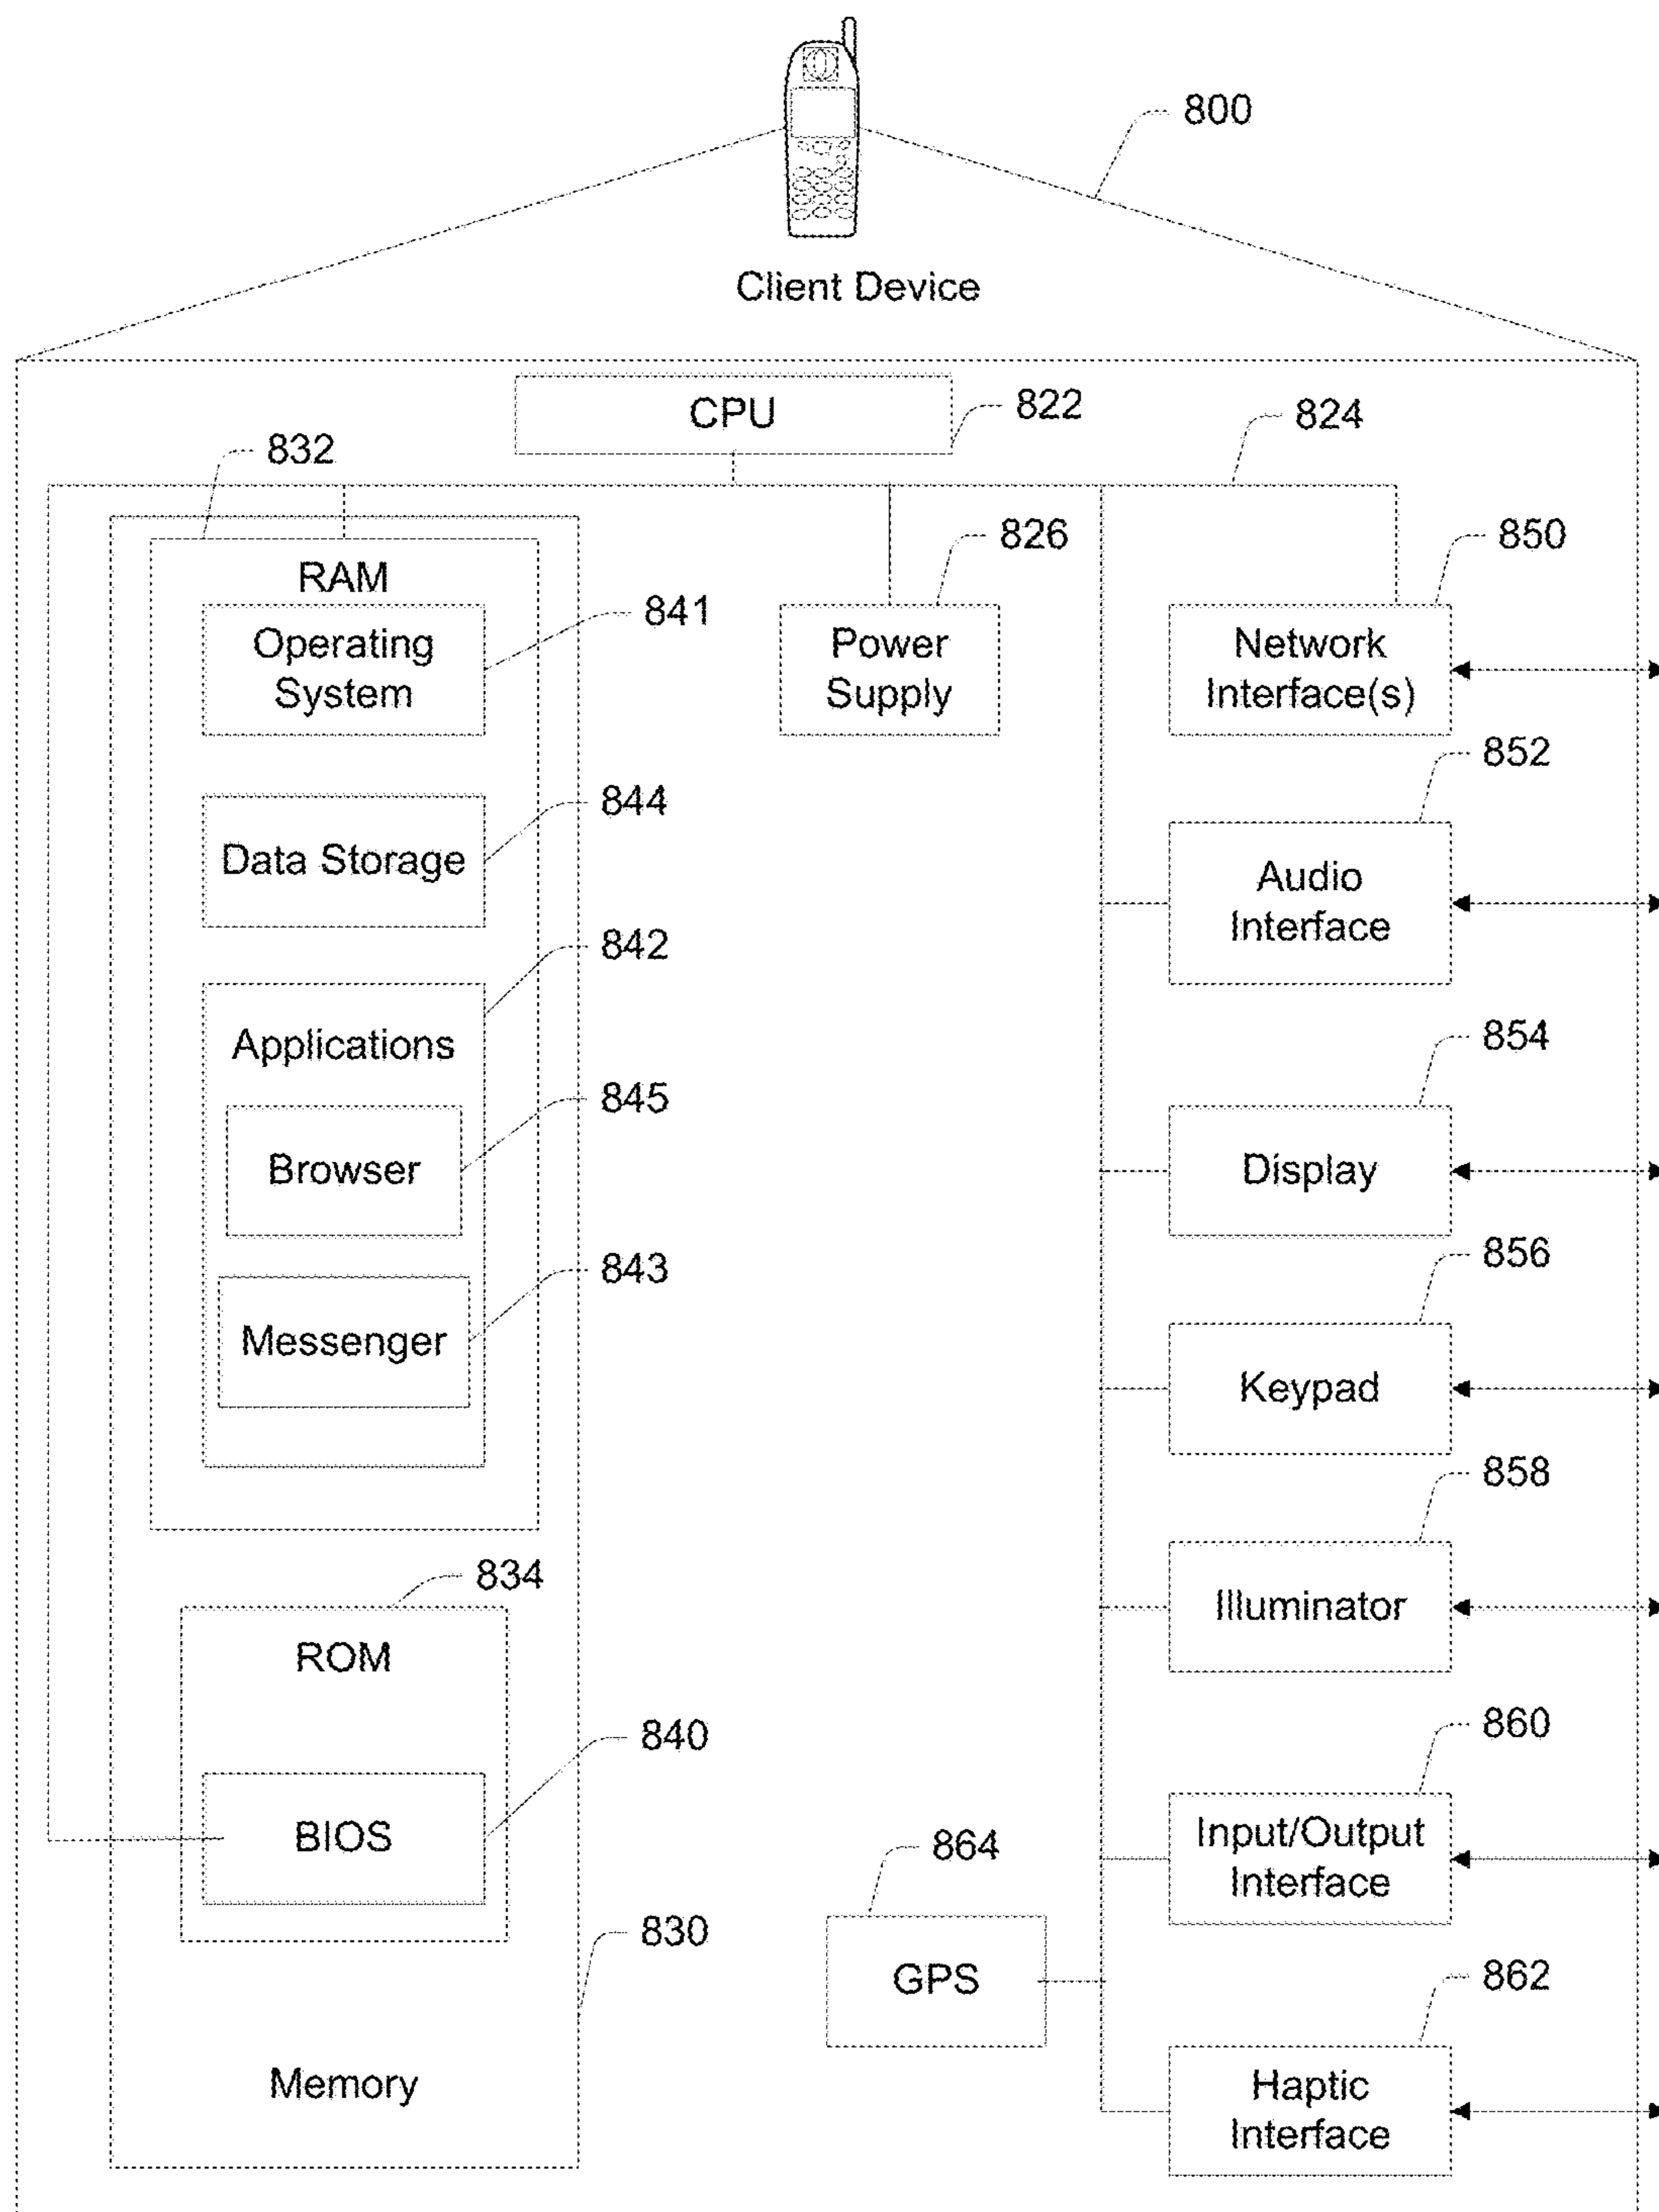 800
Client Device
CPU
822
824
832
826
850
RAM
Operating
System
841
Power
Supply
Network
Interface(s)
852
844
Data Storage
Audio
Interface
842
Applications
854
845
Browser
Display
856
843
Messenger
Keypad
858
834
ROM
Illuminator
840
860
BIOS
Input/Output
Interface
864
830
GPS
862
Memory
Haptic
Interface